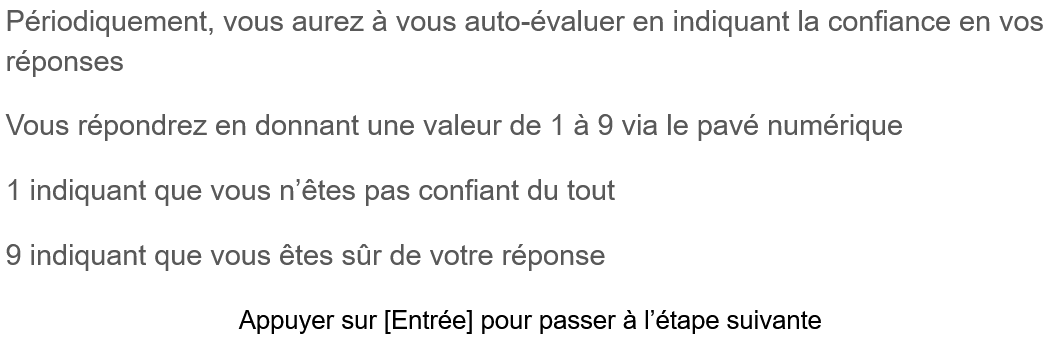 Périodiquement, vous aurez à vous auto-évaluer en indiquant la confiance en vos
réponses
Vous répondrez en donnant une valeur de 1 à 9 via le pavé numérique
1 indiquant que vous n’êtes pas confiant du tout
9 indiquant que vous êtes sûr de votre réponse
Appuyer sur [Entrée] pour passer à l’étape suivante